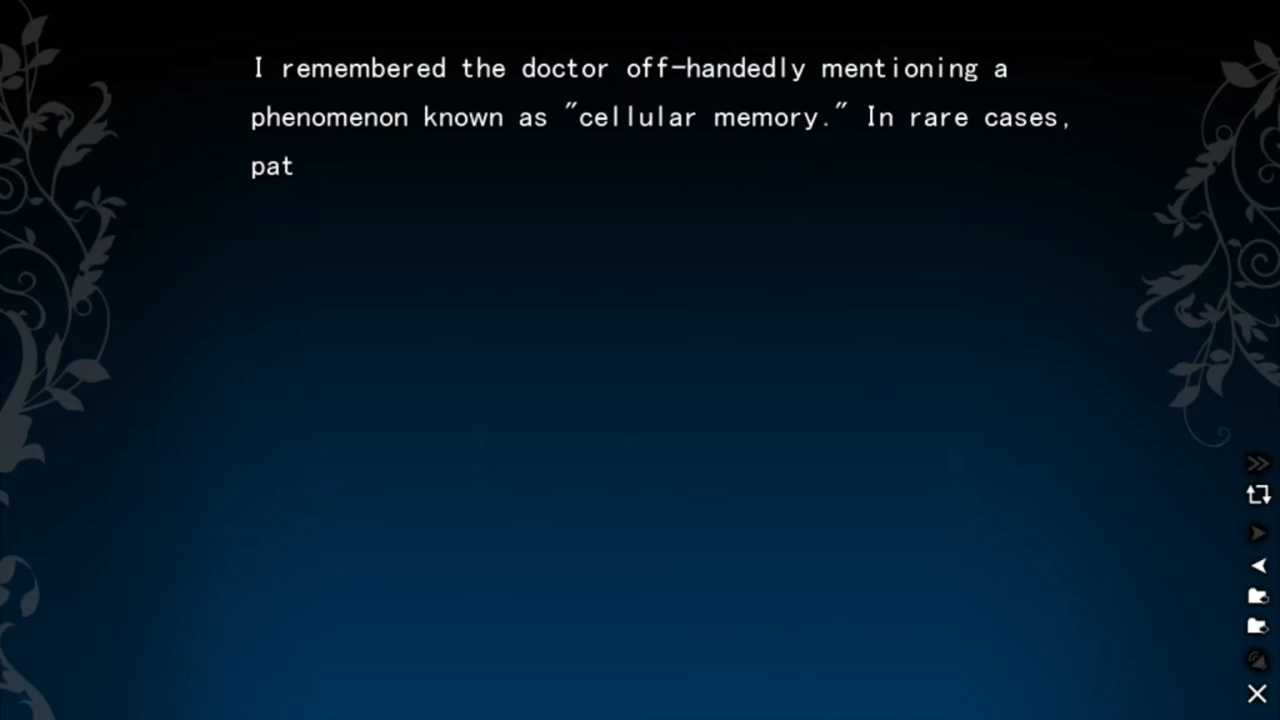 I remembered the doctor off-handedly mentioning a
phenomenon known as "cellular memory." In rare cases,
pat